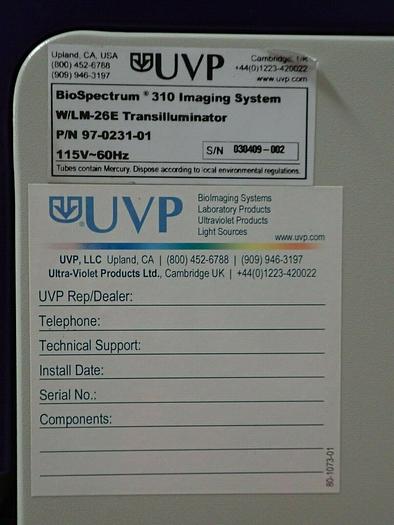 Upland, CA, USA
(800) 452-6788
(909) 946-3197
UVP
Cambridge, UK
+44(0)1223-420022
www.uvp.com
BioSpectrum ® 310 Imaging System
W/LM-26E Transilluminator
P/N 97-0231-01
115V~60Hz
S/N 030409-002
Tubes contain Mercury. Dispose according to local environmental regulations.
UVP
®
BioImaging Systems
Laboratory Products
Ultraviolet Products
Light Sources
www.uvp.com
UVP, LLC Upland, CA | (800) 452-6788 | (909) 946-3197
Ultra-Violet Products Ltd., Cambridge UK | +44(0)1223-420022
UVP Rep/Dealer:
Telephone:
Technical Support:
Install Date:
Serial No.:
Components:
80-1073-01